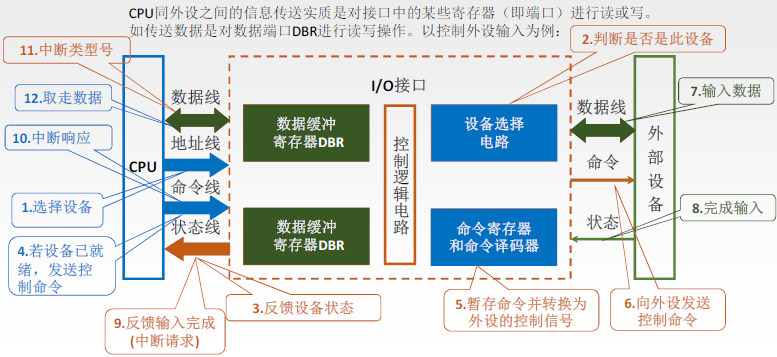 CPU同外设之间的信息传送实质是对接口中的某些寄存器（即端口）进行读或写。
如传送数据是对数据端口DBR进行读写操作。以控制外设输入为例：
11.中断类型号
2.判断是否是此设备
I/O接口
12.取走数据
数据线
数据缓冲
寄存器DBR
控制逻辑电路
设备选择
电路
数据线
7.输入数据
10.中断响应
CPU
地址线
命令线
命令
外部设备
1.选择设备
状态线
数据缓冲
寄存器DBR
命令寄存器
和命令译码器
状态
8.完成输入
4.若设备已就
绪，发送控
制命令
3.反馈设备状态
5.暂存命令并转换为
外设的控制信号
6.向外设发送
控制命令
9.反馈输入完成
(中断请求)